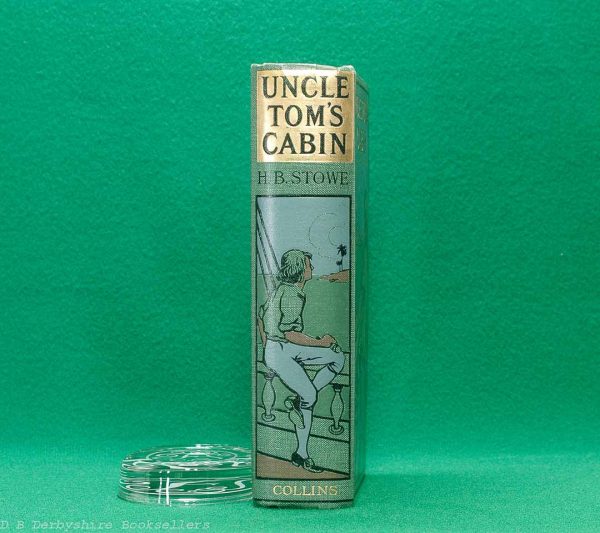 UNCLE
TOM'S
CABIN
H. B. STOWE
COLLINS
D B Derbyshire Booksellers